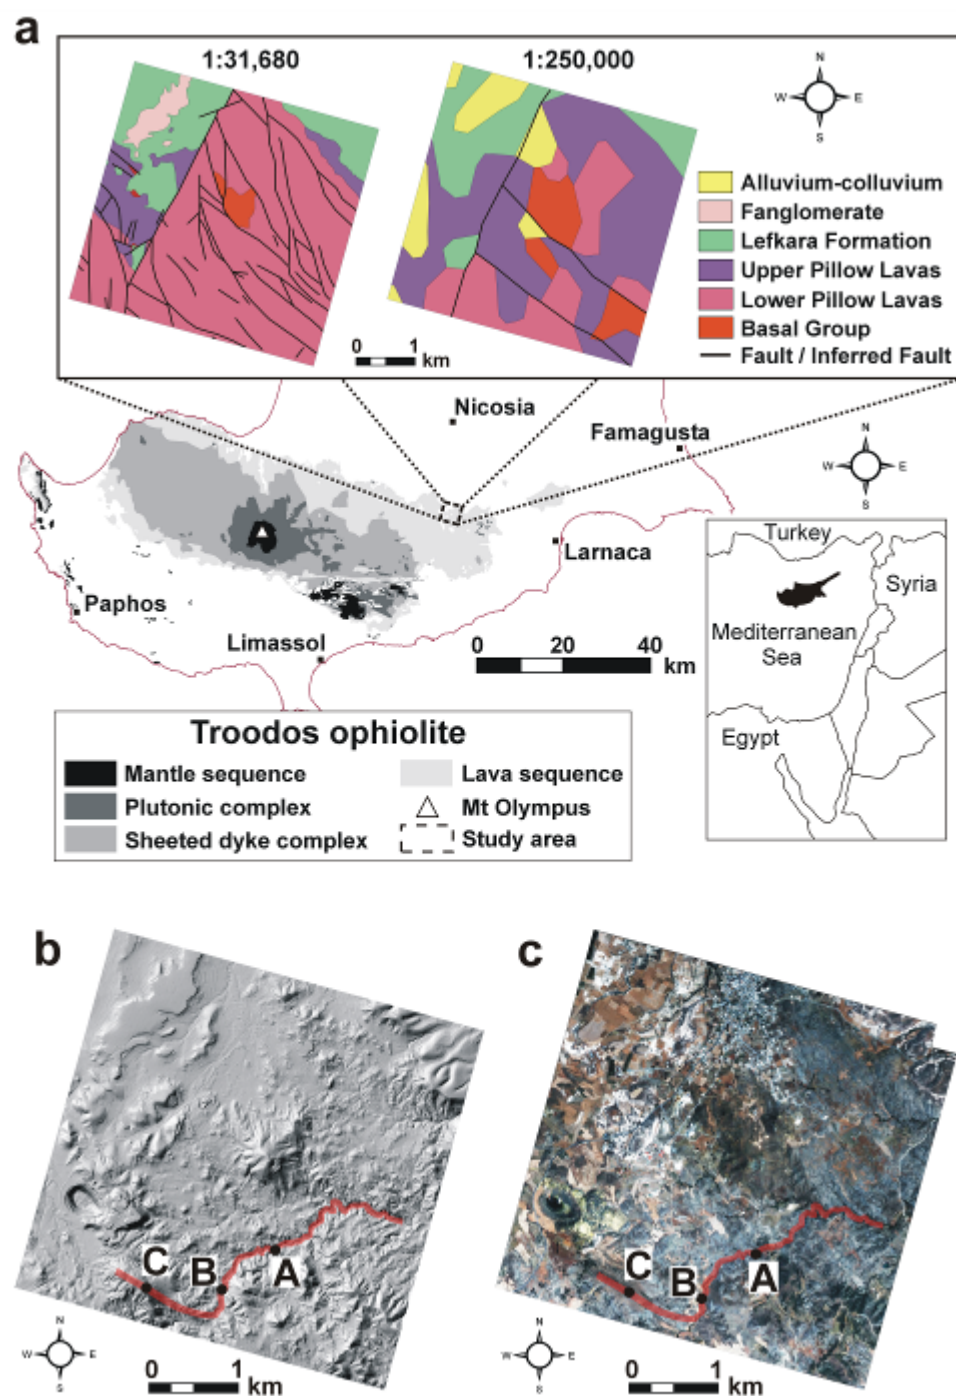 a
1:31,680
1:250,000
N
W E
S
Alluvium-colluvium
Fanglomerate
Lefkara Formation
Upper Pillow Lavas
Lower Pillow Lavas
Basal Group
Fault / Inferred Fault
0 1
km
Nicosia
Famagusta
N
W E
S
Larnaca
Paphos
Limassol
0 20 40
km
Turkey
Syria
Mediterranean
Sea
Egypt
Troodos ophiolite
Mantle sequence
Plutonic complex
Sheeted dyke complex
Lava sequence
Mt Olympus
Study area
b
C
B
A
N
W E
S
0 1
km
c
C
B
A
N
W E
S
0 1
km